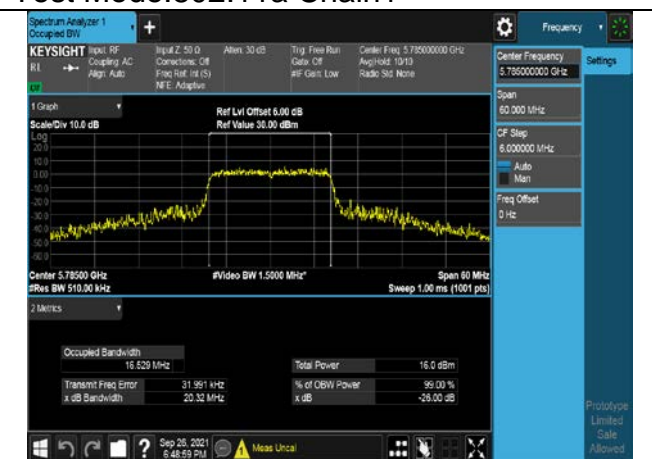 Spectrum Analyzer 1
Occupied BW
+
Frequency
KEYSIGHT
RL
Input: RF
Coupling: AC
Align: Auto
Input Z: 50 Ω
Corrections: Off
Freq Ref: Int (S)
NFE: Adaptive
Atten: 30 dB
Trig: Free Run
Gate: Off
#IF Gain: Low
Center Freq: 5.785000000 GHz
Avg|Hold: 10/10
Radio Std: None
Center Frequency
5.785000000 GHz
Settings
Span
60.000 MHz
CF Step
6.000000 MHz
Auto
Man
Freq Offset
0 Hz
1 Graph
Scale/Div 10.0 dB
Ref Lvl Offset 6.00 dB
Ref Value 30.00 dBm
Log
20.0
10.0
0.00
-10.0
-20.0
-30.0
-40.0
-50.0
-60.0
Center 5.78500 GHz
#Video BW 1.5000 MHz*
Span 60 MHz
#Res BW 510.00 kHz
Sweep 1.00 ms (1001 pts)
2 Metrics
Occupied Bandwidth
16.529 MHz
Total Power 16.0 dBm
Transmit Freq Error 31.991 kHz
% of OBW Power 99.00 %
x dB Bandwidth 20.32 MHz
x dB -26.00 dB
Prototype
Limited
Sale
Allowed
?
Sep 26, 2021
6:48:59 PM
Meas Uncal